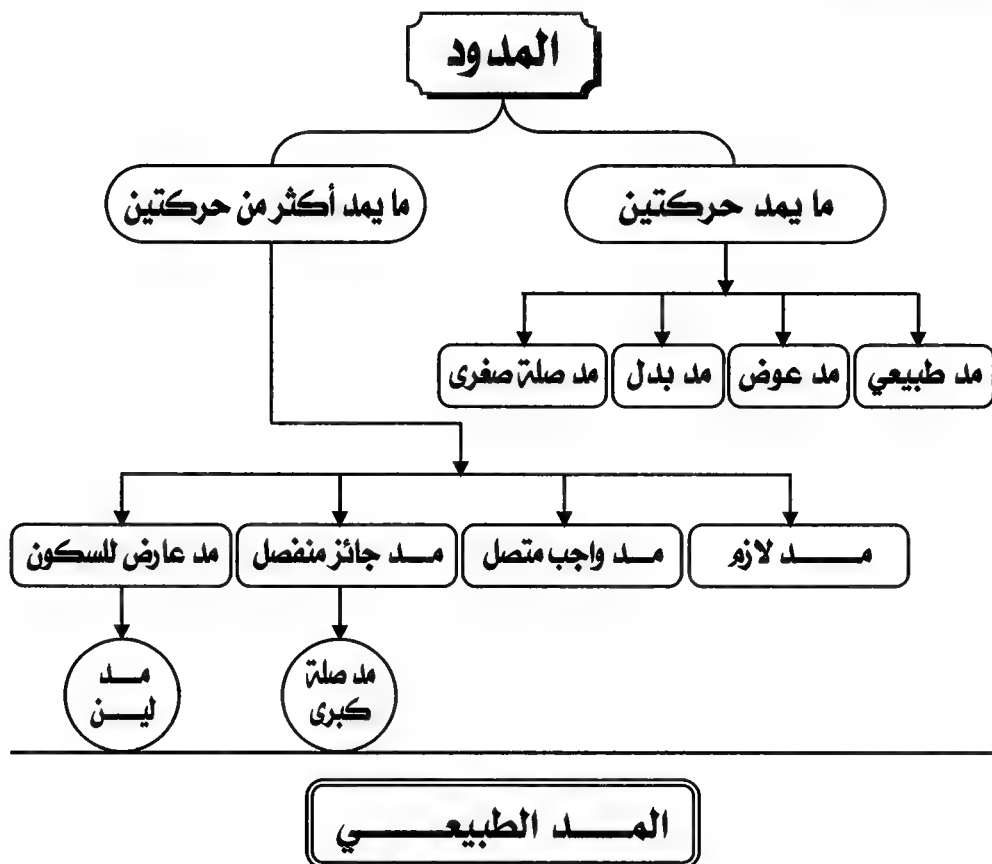 المدود
ما يمد حركتين
ما يمد أكثر من حركتين
مد طبيعي
مد عوض
مد بدل
مد صلة صغرى
مد لازم
مد واجب متصل
مد جائز منفصل
مد عارض للسكون
مد صلة
كبرى
مد
لين
المد الطبيعي